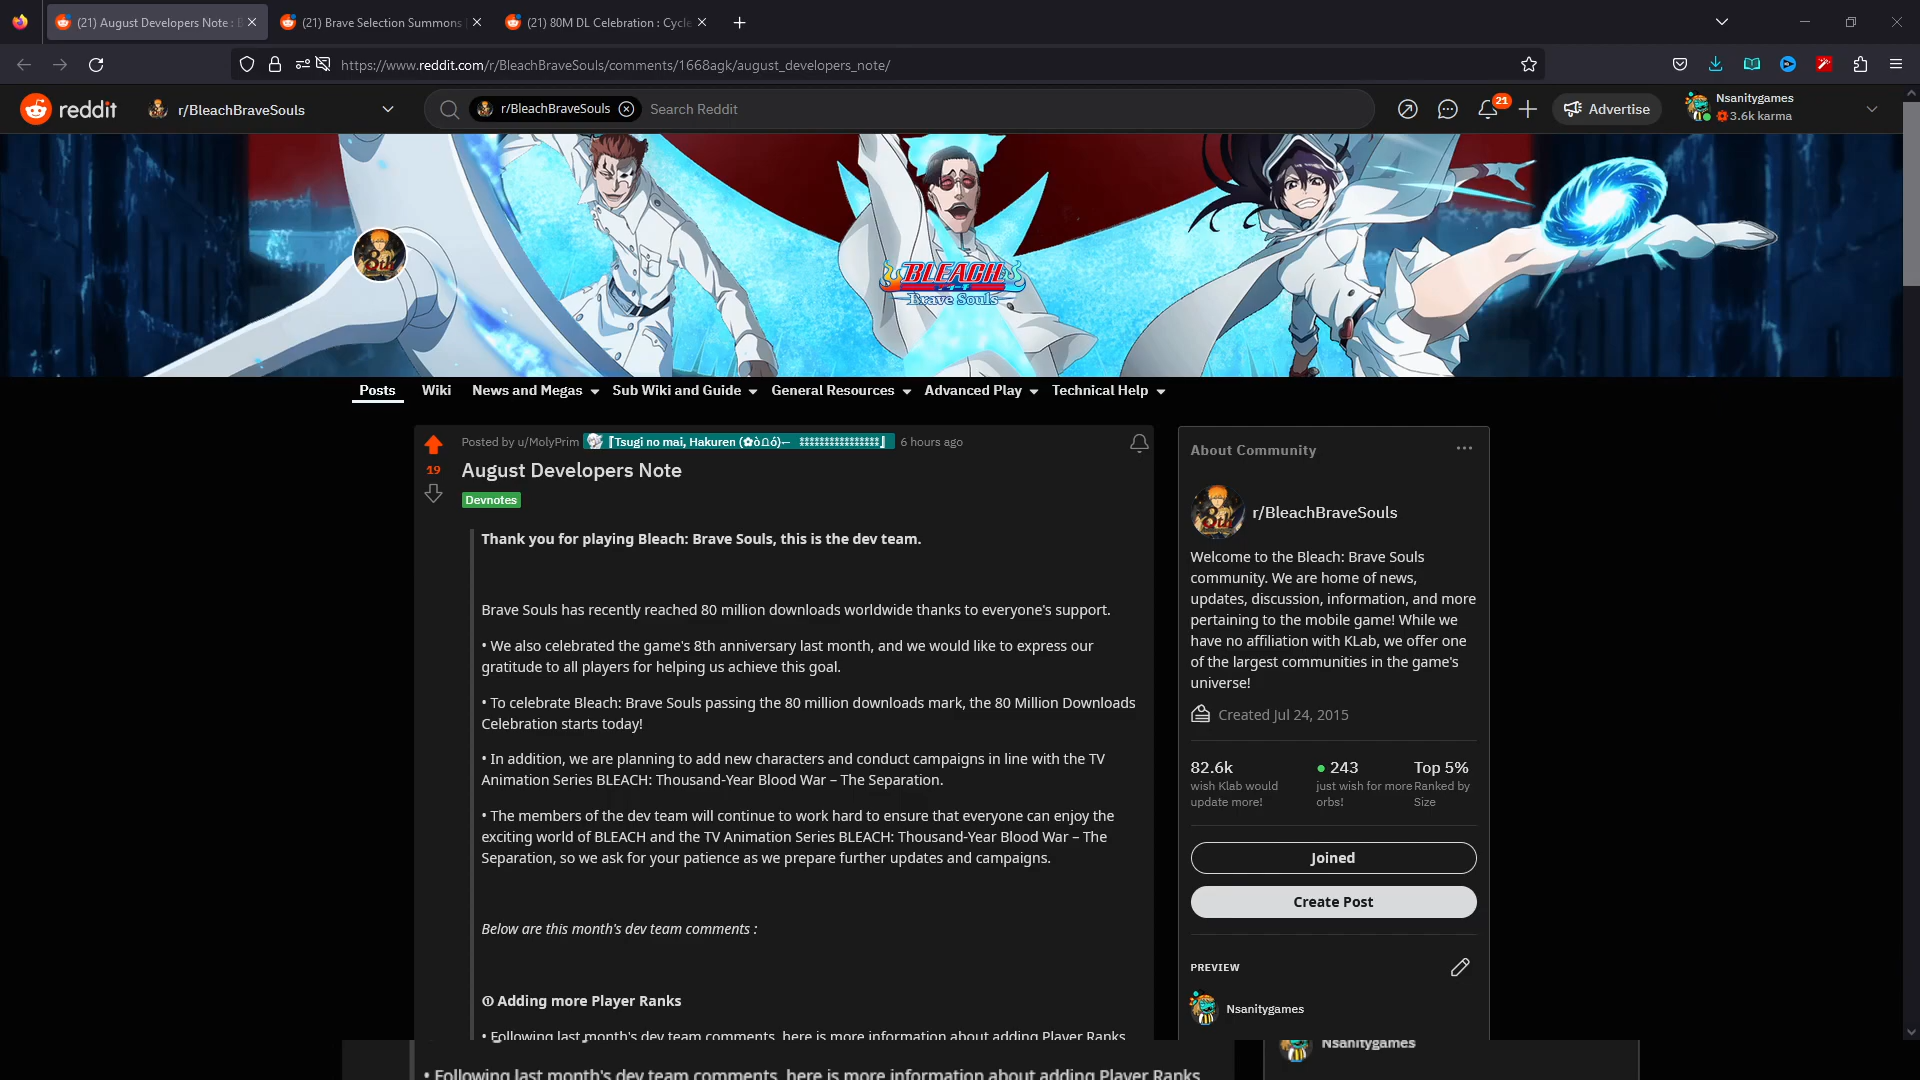 (21) August Developers Note : D
(21) Brave Selection Summons
(21) 80M DL Celebration : Cycle
https://www.reddit.com/r/BleachBraveSouls/comments/1668agk/august_developers_note/
reddit
r/BleachBraveSouls
r/BleachBraveSouls
Search Reddit
21
Advertise
Nsanitygames
3.6k karma
8th
BLEACH
Brave Souls
Posts
Wiki
News and Megas
Sub Wiki and Guide
General Resources
Advanced Play
Technical Help
19
Posted by u/MolyPrim
『Tsugi no mai, Hakuren
6 hours ago
August Developers Note
Devnotes
Thank you for playing Bleach: Brave Souls, this is the dev team.
Brave Souls has recently reached 80 million downloads worldwide thanks to everyone's support.
• We also celebrated the game's 8th anniversary last month, and we would like to express our
gratitude to all players for helping us achieve this goal.
• To celebrate Bleach: Brave Souls passing the 80 million downloads mark, the 80 Million Downloads
Celebration starts today!
• In addition, we are planning to add new characters and conduct campaigns in line with the TV
Animation Series BLEACH: Thousand-Year Blood War – The Separation.
• The members of the dev team will continue to work hard to ensure that everyone can enjoy the
exciting world of BLEACH and the TV Animation Series BLEACH: Thousand-Year Blood War – The
Separation, so we ask for your patience as we prepare further updates and campaigns.
Below are this month's dev team comments :
① Adding more Player Ranks
• Following last month's dev team comments, here is more information about adding Player Ranks
About Community
r/BleachBraveSouls
Welcome to the Bleach: Brave Souls
community. We are home of news,
updates, discussion, information, and more
pertaining to the mobile game! While we
have no affiliation with KLab, we offer one
of the largest communities in the game's
universe!
Created Jul 24, 2015
82.6k
wish Klab would
update more!
243
just wish for more
orbs!
Top 5%
Ranked by
Size
Joined
Create Post
PREVIEW
Nsanitygames
Nsanitygames
• Following last month's dev team comments, here is more information about adding Player Ranks